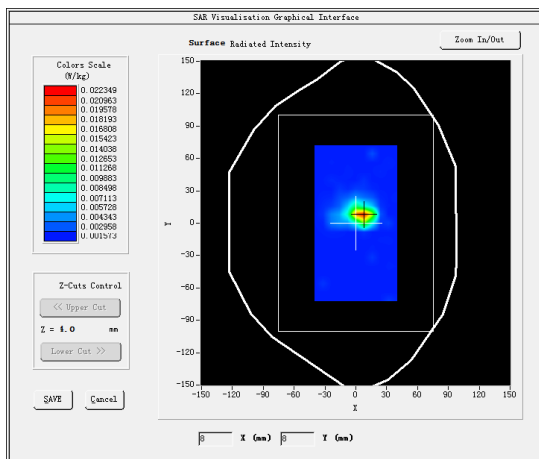 SAR Visualisation Graphical Interface
Surface Radiated Intensity
Zoom In/Out
Colors Scale
(W/kg)
0.022349
0.020963
0.019578
0.018193
0.016808
0.015423
0.014038
0.012653
0.011268
0.009883
0.008498
0.007113
0.005728
0.004343
0.002958
0.001573
Z-Cuts Control
<< Upper Cut
Z = 4.0 mm
Lower Cut >>
SAVE Cancel
150
120
90
60
30
0
-30
-60
-90
-120
-150
Y
-150 -120 -90 -60 -30 0 30 60 90 120 150
X
8 X (mm) 8 Y (mm)